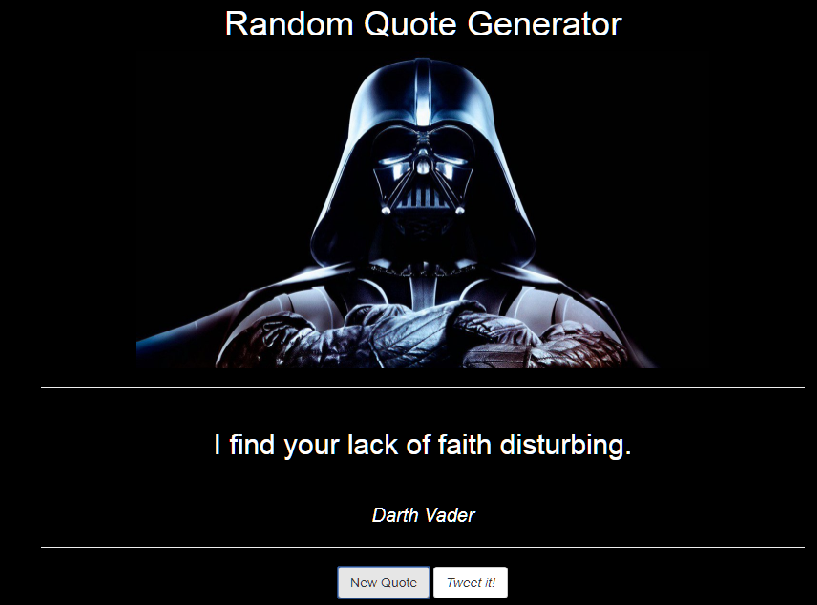 Random Quote Generator
I find your lack of faith disturbing.
Darth Vader
New Quote Tweet it!